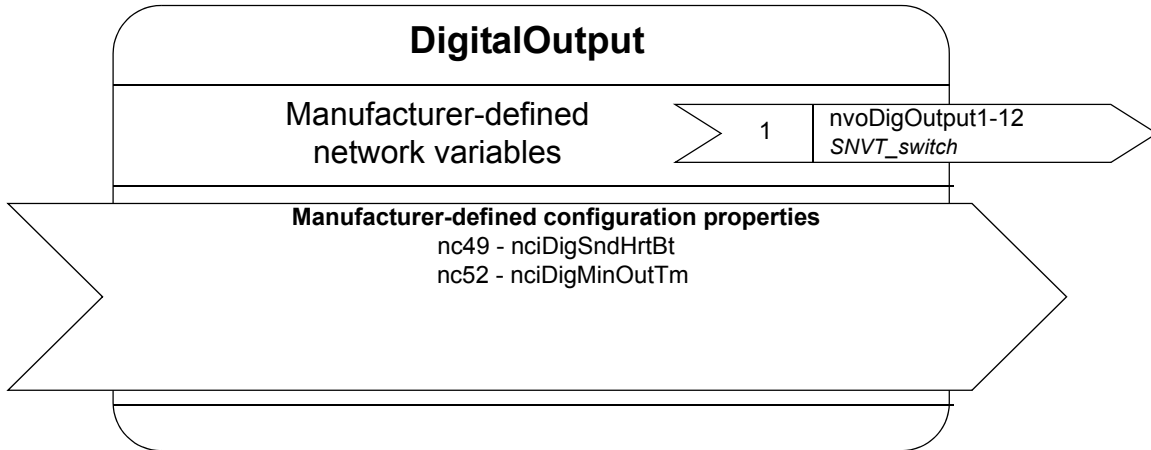 DigitalOutput
Manufacturer-defined
network variables
1
nvoDigOutput1-12
SNVT_switch
Manufacturer-defined configuration properties
nc49 - nciDigSndHrtBt
nc52 - nciDigMinOutTm